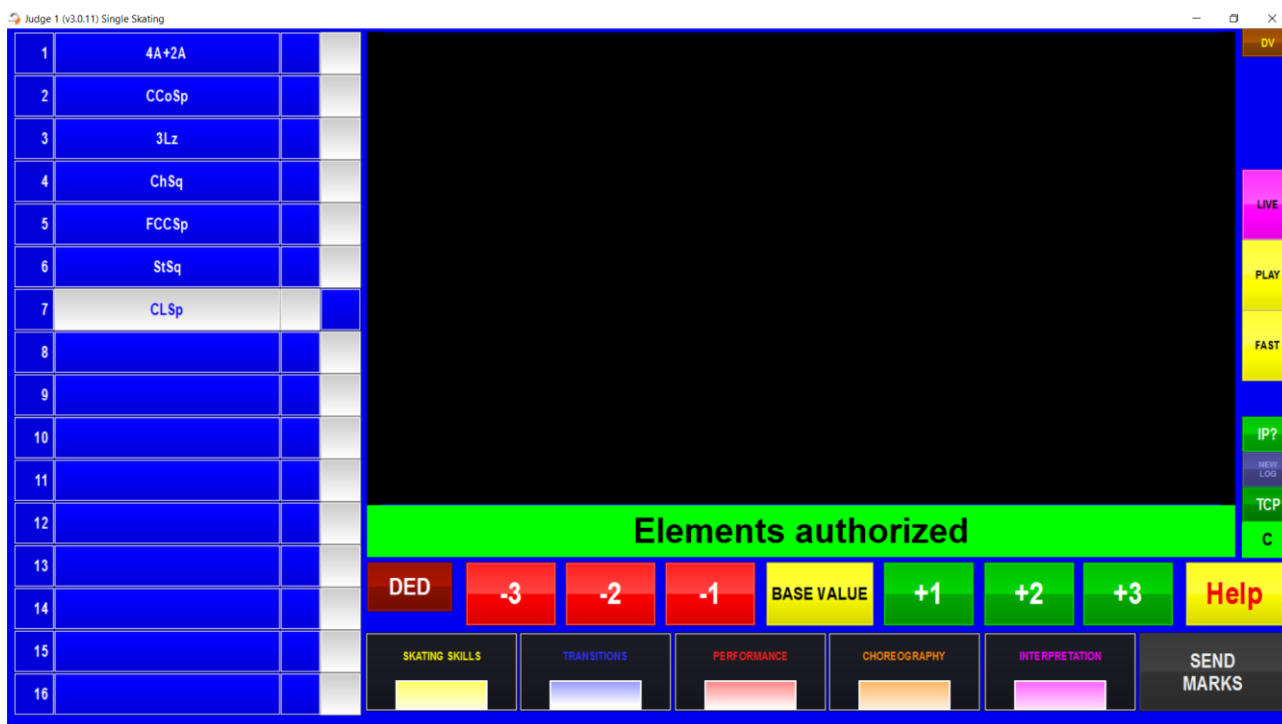 Judge 1 (v3.0.11) Single Skating
1 4A+2A
2 CCoSp
3 3Lz
4 ChSq
5 FCCSp
6 StSq
7 CLSp
8
9
10
11
12
13
14
15
16
DV
LIVE
PLAY
FAST
IP?
NEW
LOG
TCP
C
Elements authorized
DED -3 -2 -1 BASE VALUE +1 +2 +3 Help
SKATING SKILLS TRANSITIONS PERFORMANCE CHOREOGRAPHY INTERPRETATION
SEND
MARKS